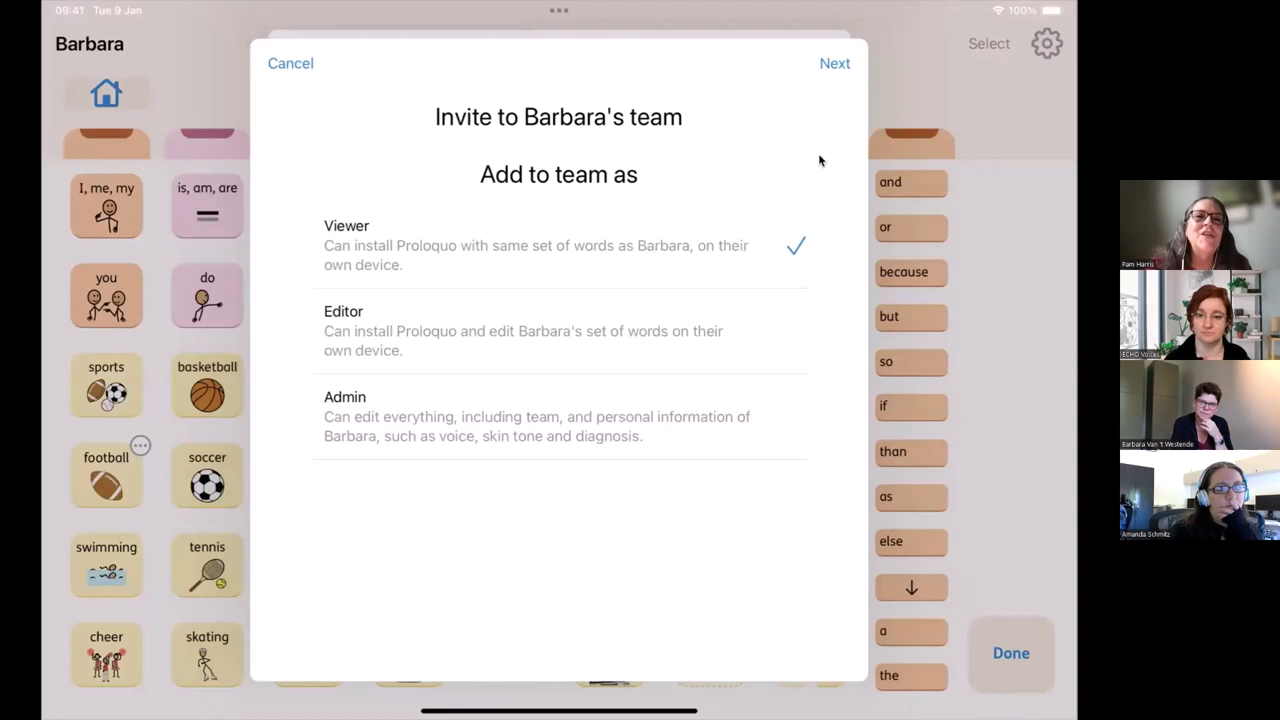 09:41 Tue 9 Jan
100%
Barbara
Select
Cancel
Next
Invite to Barbara's team
Add to team as
Viewer
Can install Proloquo with same set of words as Barbara, on their
own device.
Editor
Can install Proloquo and edit Barbara's set of words on their
own device.
Admin
Can edit everything, including team, and personal information of
Barbara, such as voice, skin tone and diagnosis.
I, me, my
is, am, are
you
do
sports
basketball
football
soccer
swimming
tennis
cheer
skating
and
or
because
but
so
if
than
as
else
a
the
Done
Pam Harris
ECHO Voices
Barbara Van 't Westende
Amanda Schmitz